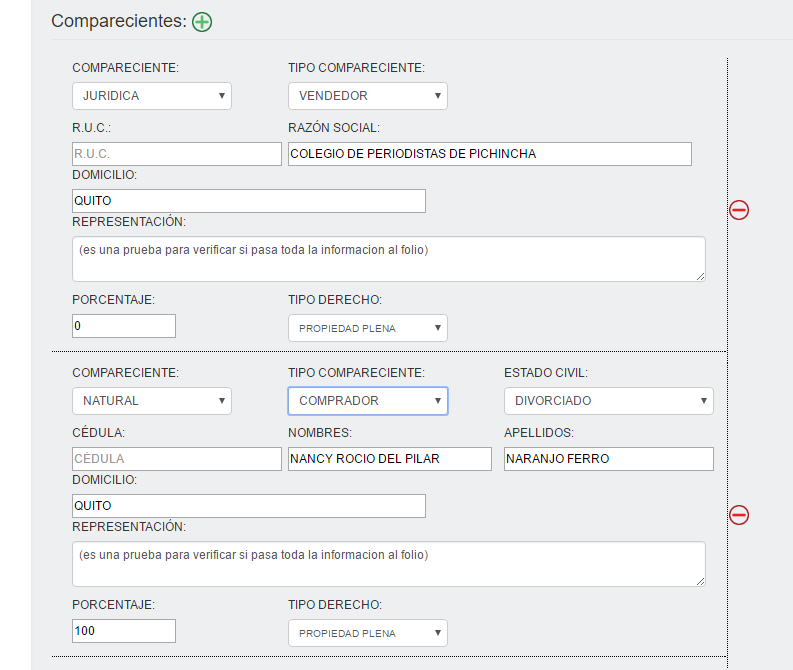 Comparecientes:
COMPARECIENTE: TIPO COMPARECIENTE:
JURIDICA VENDEDOR
R.U.C.: RAZÓN SOCIAL:
R.U.C. COLEGIO DE PERIODISTAS DE PICHINCHA
DOMICILIO:
QUITO
REPRESENTACIÓN:
(es una prueba para verificar si pasa toda la informacion al folio)
PORCENTAJE: TIPO DERECHO:
0 PROPIEDAD PLENA
COMPARECIENTE: TIPO COMPARECIENTE: ESTADO CIVIL:
NATURAL COMPRADOR DIVORCIADO
CÉDULA: NOMBRES: APELLIDOS:
CÉDULA NANCY ROCIO DEL PILAR NARANJO FERRO
DOMICILIO:
QUITO
REPRESENTACIÓN:
(es una prueba para verificar si pasa toda la informacion al folio)
PORCENTAJE: TIPO DERECHO:
100 PROPIEDAD PLENA